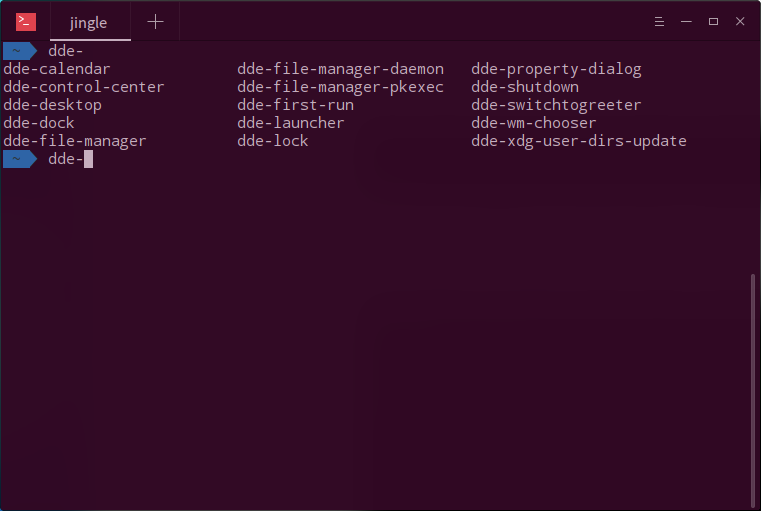 >_ jingle
~ dde-
dde-calendar dde-file-manager-daemon dde-property-dialog
dde-control-center dde-file-manager-pkexec dde-shutdown
dde-desktop dde-first-run dde-switchtogreeter
dde-dock dde-launcher dde-wm-chooser
dde-file-manager dde-lock dde-xdg-user-dirs-update
~ dde-